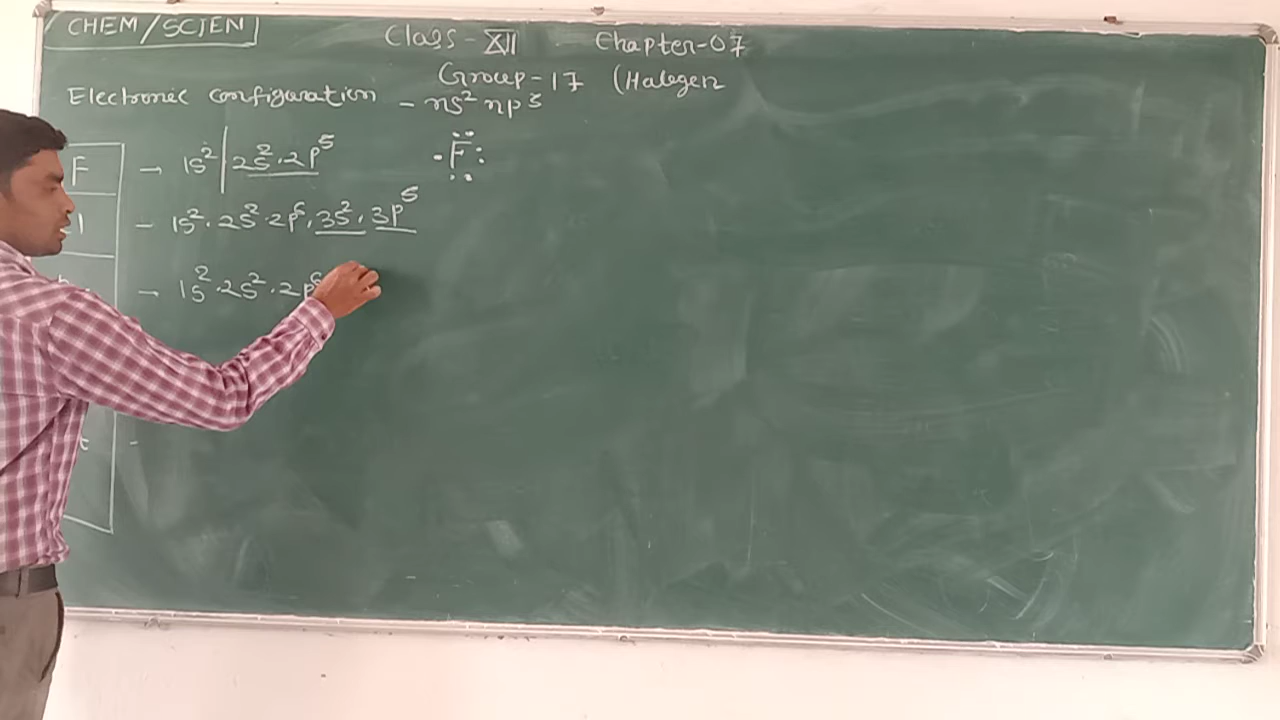 CHEM/SCIEN
Class - XII Chapter-07
Group-17 (Halogen
Electronic configuration - ns² np⁵
F → 1s² | 2s²·2p⁵ ·F:
l - 1s²·2s²·2p⁶·3s²·3p⁵
- 1s²·2s²·2p⁶
-